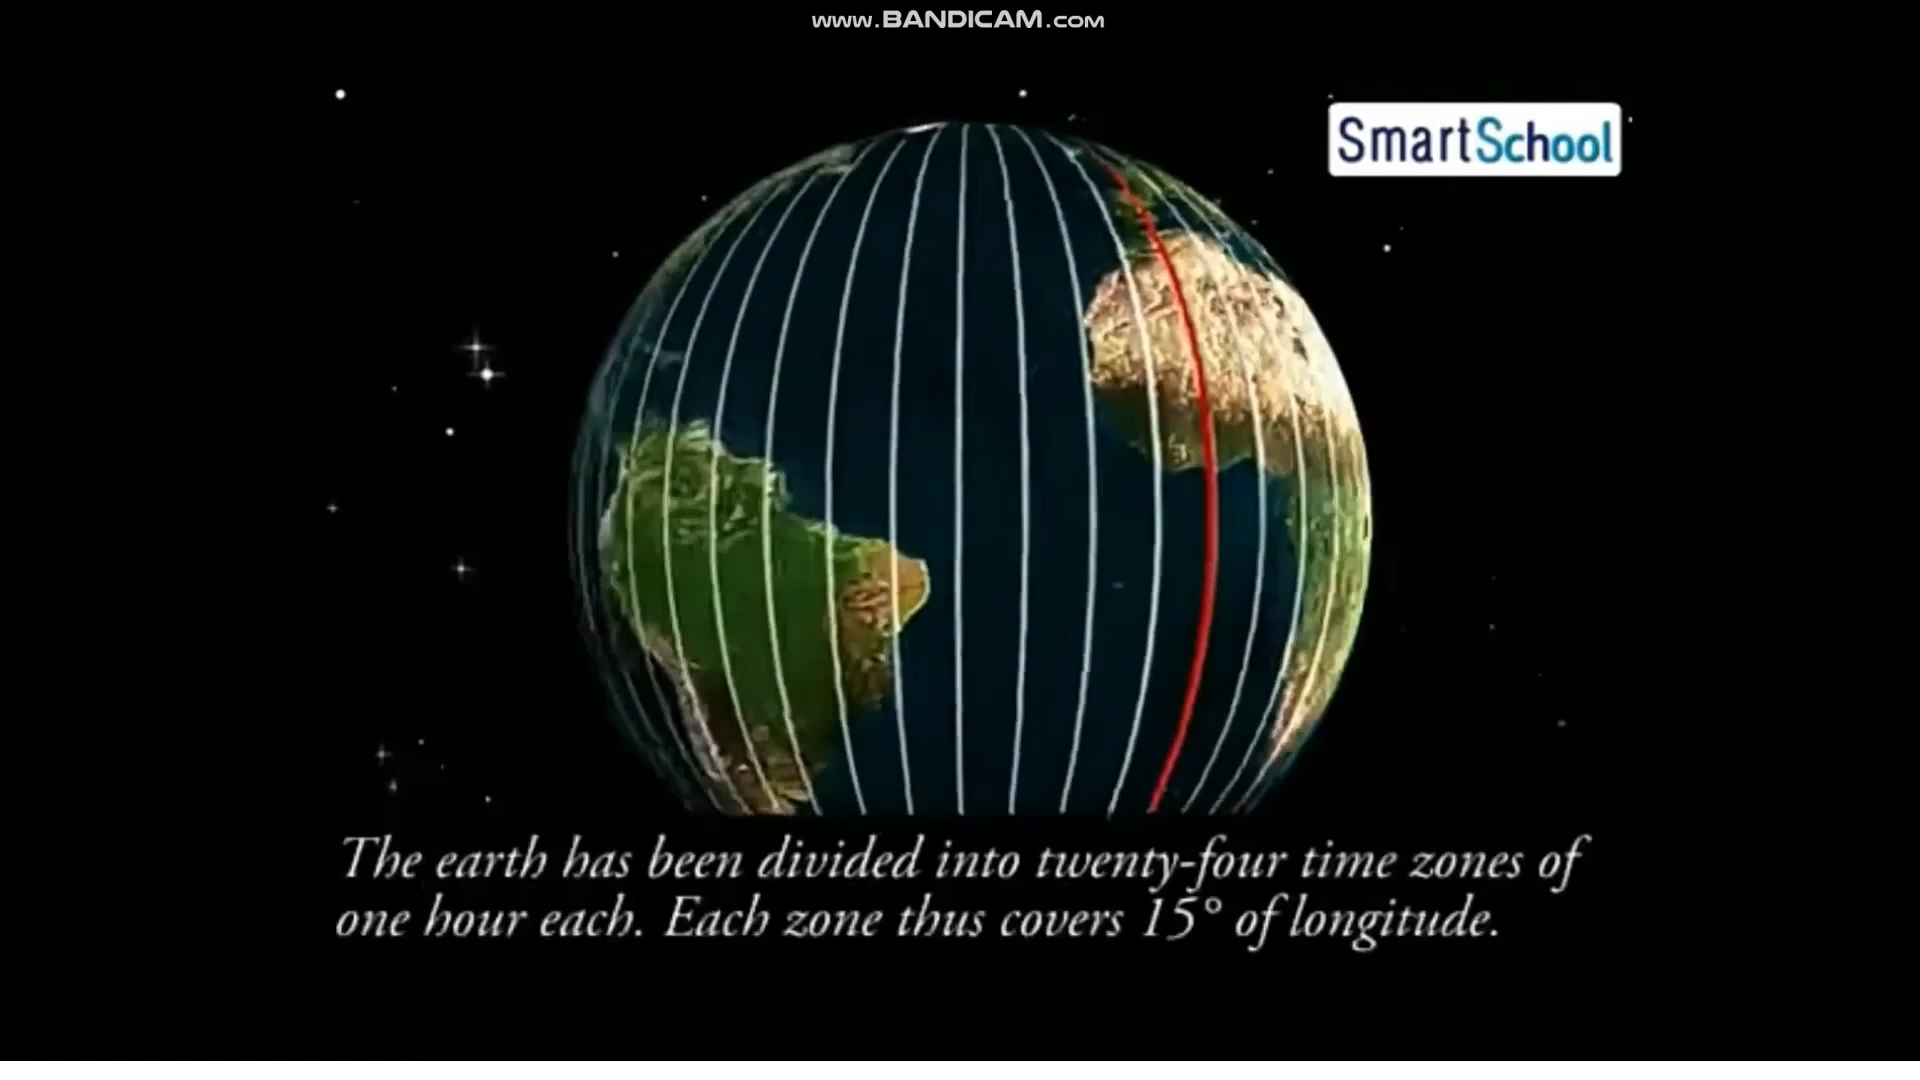 www.BANDICAM.com
SmartSchool
The earth has been divided into twenty-four time zones of
one hour each. Each zone thus covers 15° of longitude.